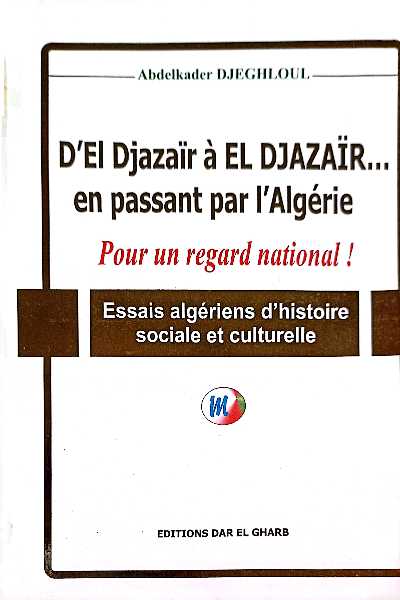 Abdelkader DJEGHLOUL
D'El Djazaïr à EL DJAZAÏR...
en passant par l'Algérie
Pour un regard national !
Essais algériens d'histoire
sociale et culturelle
M
EDITIONS DAR EL GHARB